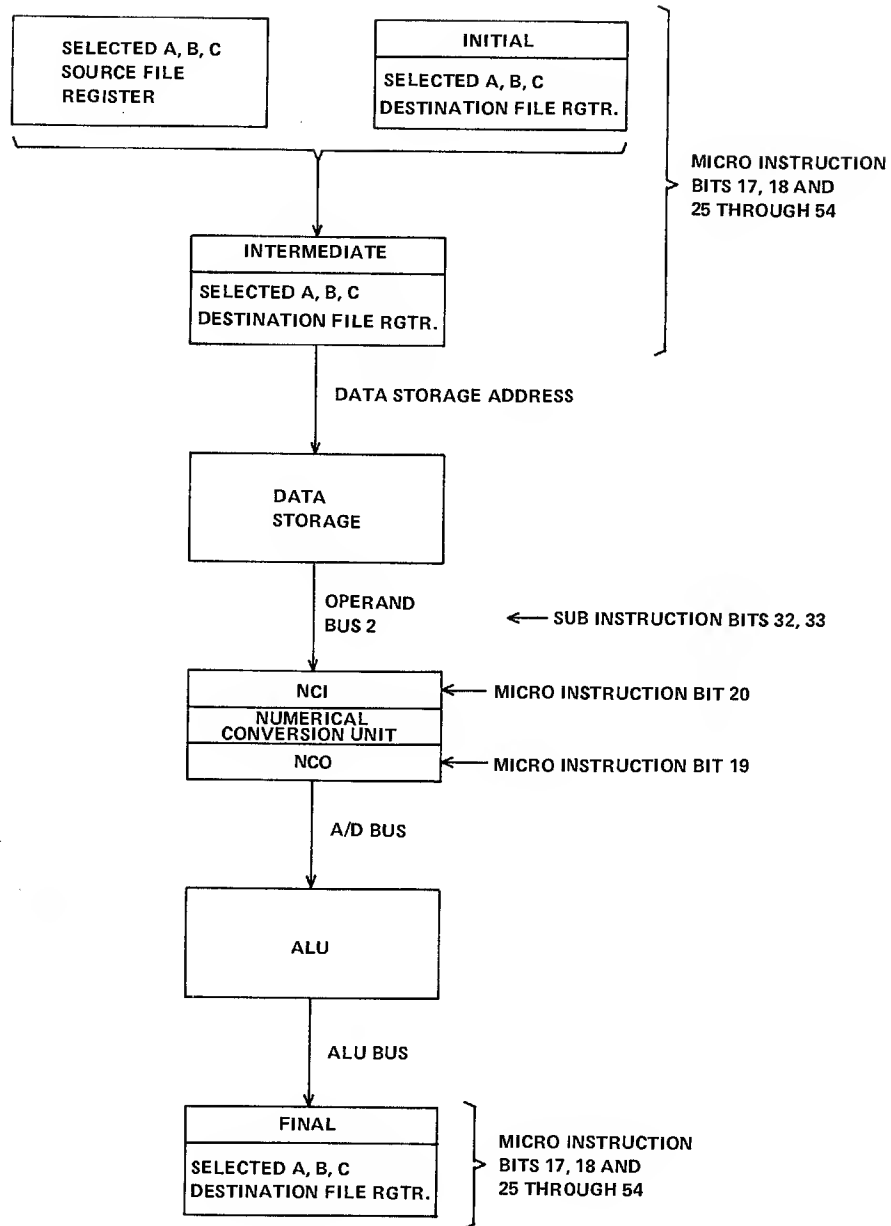 SELECTED A, B, C
SOURCE FILE
REGISTER
INITIAL
SELECTED A, B, C
DESTINATION FILE RGTR.
MICRO INSTRUCTION
BITS 17, 18 AND
25 THROUGH 54
INTERMEDIATE
SELECTED A, B, C
DESTINATION FILE RGTR.
DATA STORAGE ADDRESS
DATA
STORAGE
OPERAND
BUS 2
SUB INSTRUCTION BITS 32, 33
NCI
MICRO INSTRUCTION BIT 20
NUMERICAL
CONVERSION UNIT
NCO
MICRO INSTRUCTION BIT 19
A/D BUS
ALU
ALU BUS
FINAL
SELECTED A, B, C
DESTINATION FILE RGTR.
MICRO INSTRUCTION
BITS 17, 18 AND
25 THROUGH 54